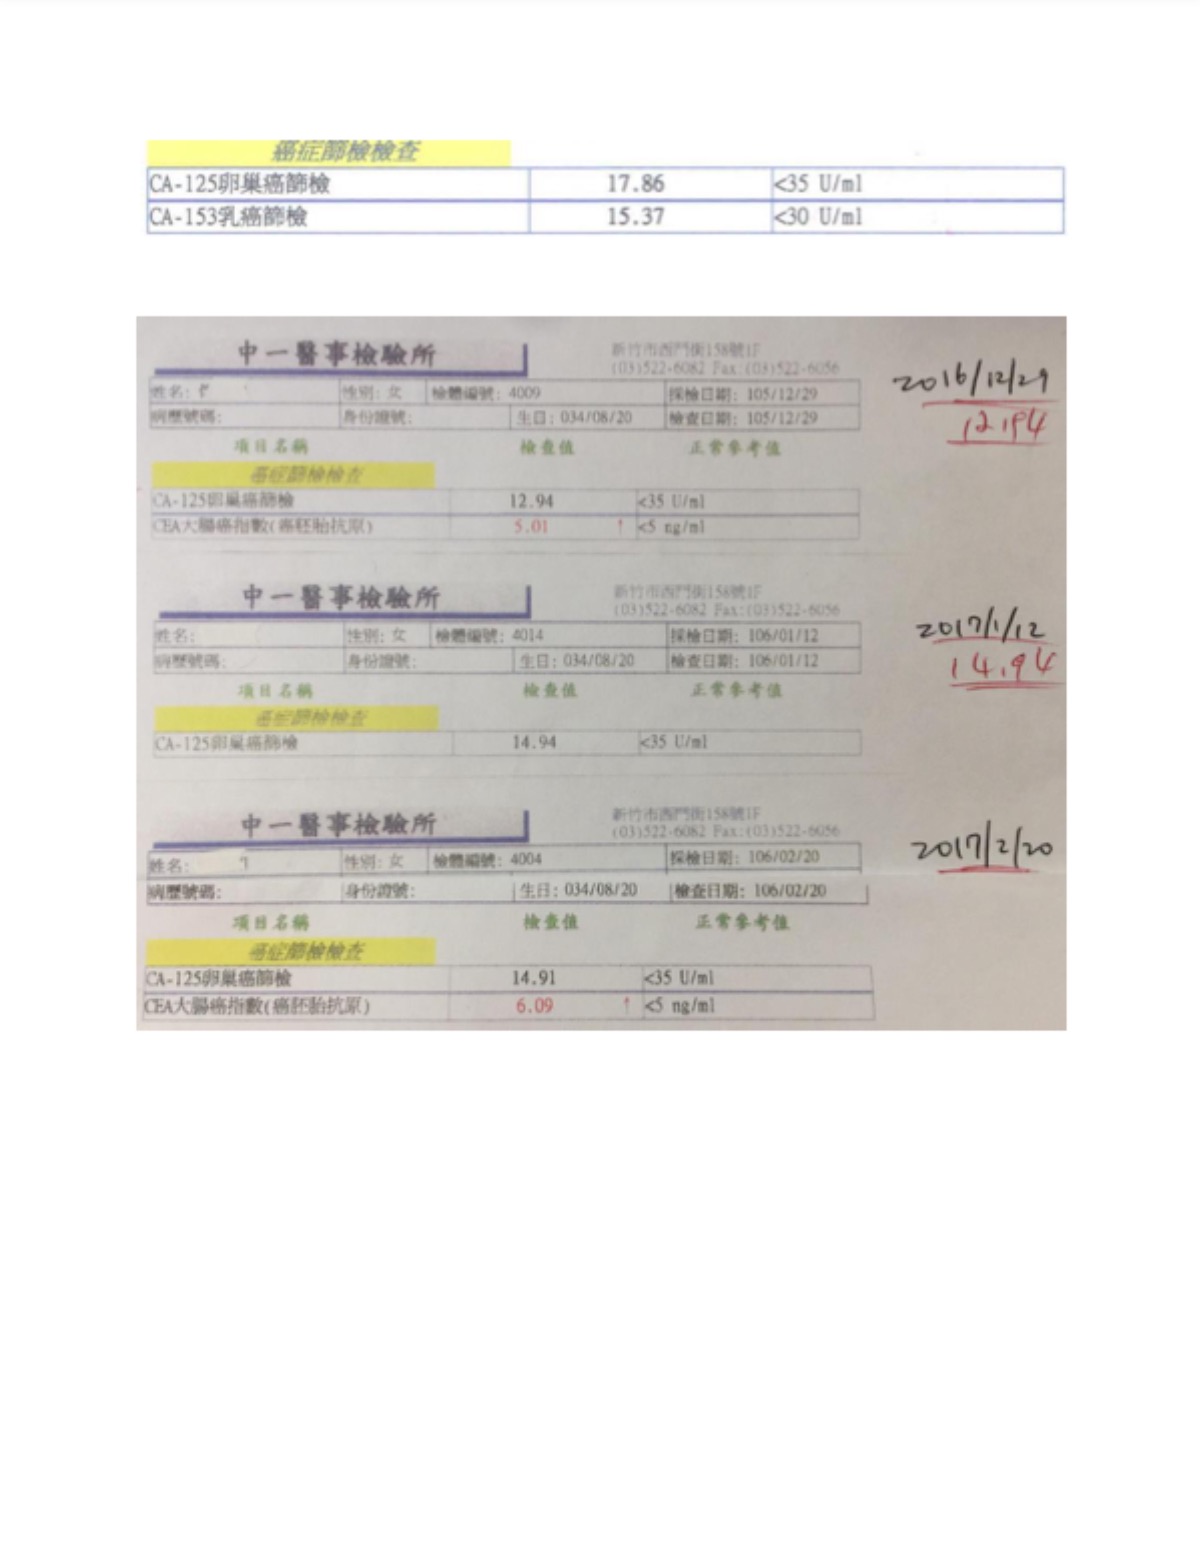 癌症篩檢檢查
CA-125卵巢癌篩檢 17.86 <35 U/ml
CA-153乳癌篩檢 15.37 <30 U/ml
中一醫事檢驗所 新竹市西門街158號1F
(03)522-6082 Fax:(03)522-6056
2016/12/29
姓名: 性別: 女 檢體編號: 4009 採檢日期: 105/12/29
12.94
病歷號碼: 身份證號: 生日: 034/08/20 檢查日期: 105/12/29
項目名稱 檢查值 正常參考值
癌症篩檢檢查
CA-125卵巢癌篩檢 12.94 <35 U/ml
CEA大腸癌指數(癌胚胎抗原) 5.01 ↑ <5 ng/ml
中一醫事檢驗所 新竹市西門街158號1F
(03)522-6082 Fax:(03)522-6056
2017/1/12
姓名: 性別: 女 檢體編號: 4014 採檢日期: 106/01/12
14.94
病歷號碼: 身份證號: 生日: 034/08/20 檢查日期: 106/01/12
項目名稱 檢查值 正常參考值
癌症篩檢檢查
CA-125卵巢癌篩檢 14.94 <35 U/ml
中一醫事檢驗所 新竹市西門街158號1F
(03)522-6082 Fax:(03)522-6056
2017/2/20
姓名: 性別: 女 檢體編號: 4004 採檢日期: 106/02/20
病歷號碼: 身份證號: 生日: 034/08/20 檢查日期: 106/02/20
項目名稱 檢查值 正常參考值
癌症篩檢檢查
CA-125卵巢癌篩檢 14.91 <35 U/ml
CEA大腸癌指數(癌胚胎抗原) 6.09 ↑ <5 ng/ml